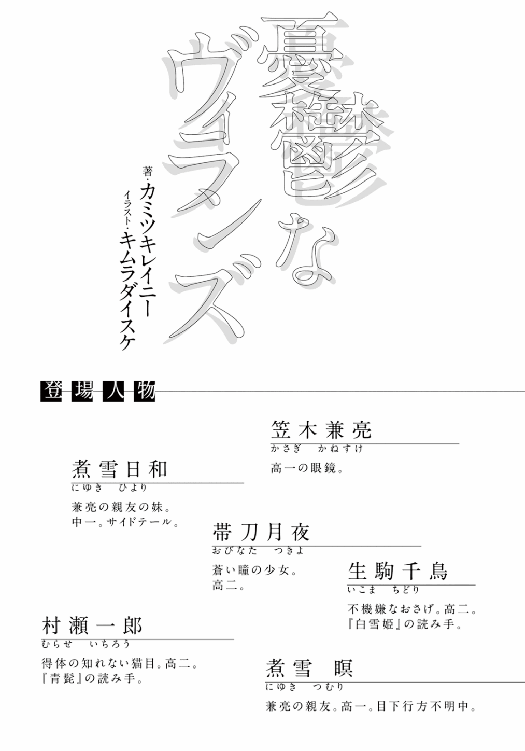 憂鬱な
ヴィランズ
著・カミツキレイニー
イラスト・キムラダイスケ
登場人物
笠木兼亮
かさぎ かねすけ
高一の眼鏡。
煮雪日和
にゆき ひより
兼亮の親友の妹。
中一。サイドテール。
帯刀月夜
おびなた つきよ
蒼い瞳の少女。
高二。
生駒千鳥
いこま ちどり
不機嫌なおさげ。高二。
『白雪姫』の読み手。
村瀬一郎
むらせ いちろう
得体の知れない猫目。高二。
『青髭』の読み手。
煮雪 瞑
にゆき つむり
兼亮の親友。高一。目下行方不明中。